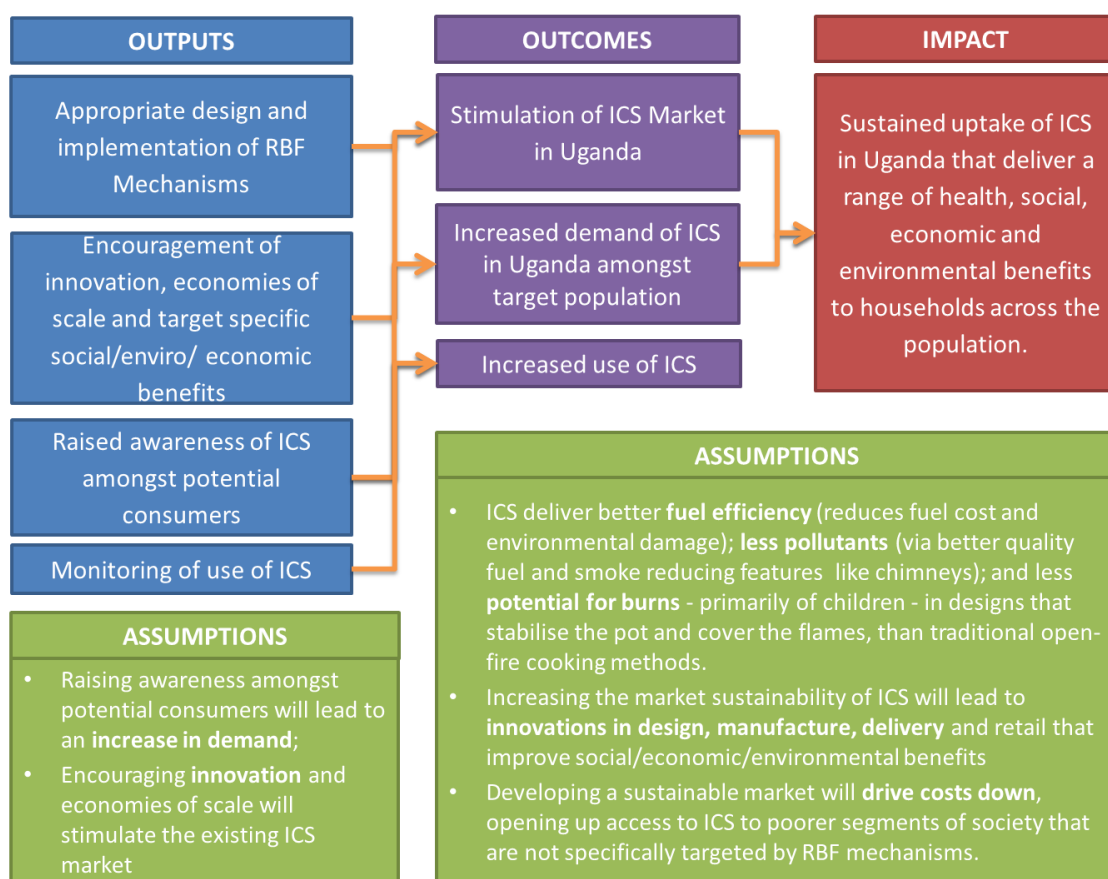 OUTPUTS
Appropriate design and
implementation of RBF
Mechanisms
Encouragement of
innovation, economies of
scale and target specific
social/enviro/ economic
benefits
Raised awareness of ICS
amongst potential
consumers
Monitoring of use of ICS
ASSUMPTIONS
• Raising awareness amongst
potential consumers will lead to
an increase in demand;
• Encouraging innovation and
economies of scale will
stimulate the existing ICS
market
OUTCOMES
Stimulation of ICS Market
in Uganda
Increased demand of ICS
in Uganda amongst
target population
Increased use of ICS
IMPACT
Sustained uptake of ICS
in Uganda that deliver a
range of health, social,
economic and
environmental benefits
to households across the
population.
ASSUMPTIONS
• ICS deliver better fuel efficiency (reduces fuel cost and
environmental damage); less pollutants (via better quality
fuel and smoke reducing features like chimneys); and less
potential for burns - primarily of children - in designs that
stabilise the pot and cover the flames, than traditional open-
fire cooking methods.
• Increasing the market sustainability of ICS will lead to
innovations in design, manufacture, delivery and retail that
improve social/economic/environmental benefits
• Developing a sustainable market will drive costs down,
opening up access to ICS to poorer segments of society that
are not specifically targeted by RBF mechanisms.